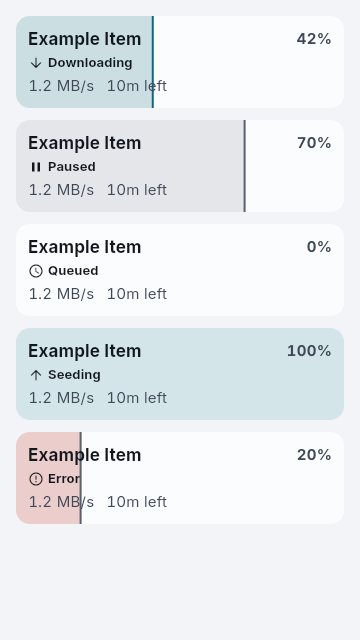 Example Item 42%
Downloading
1.2 MB/s 10m left
Example Item 70%
Paused
1.2 MB/s 10m left
Example Item 0%
Queued
1.2 MB/s 10m left
Example Item 100%
Seeding
1.2 MB/s 10m left
Example Item 20%
Error
1.2 MB/s 10m left